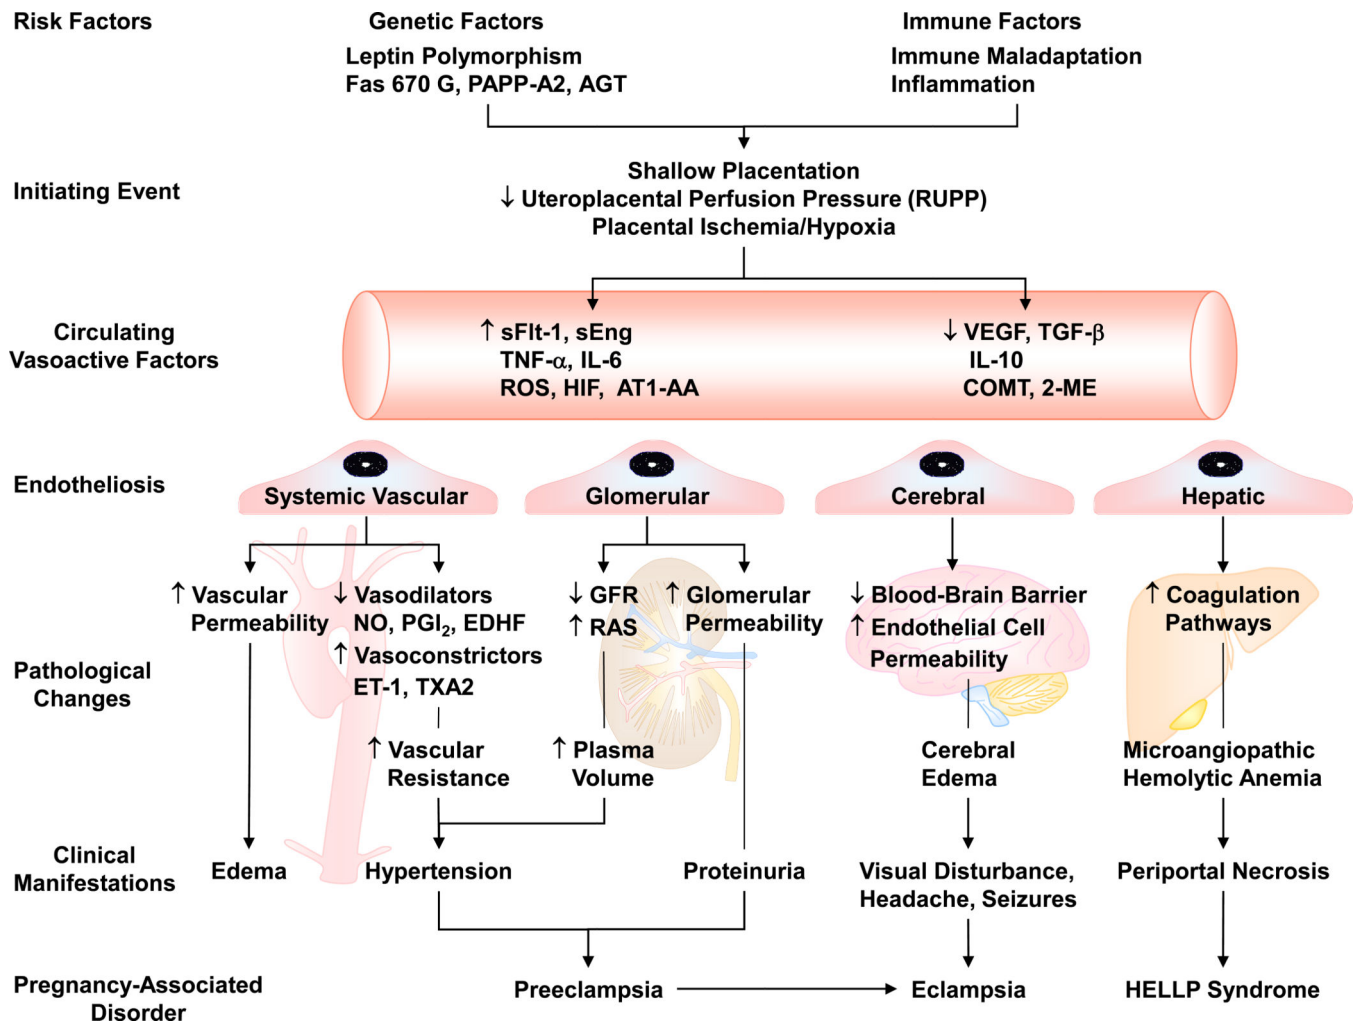 Risk Factors
Genetic Factors
Leptin Polymorphism
Fas 670 G, PAPP-A2, AGT
Immune Factors
Immune Maladaptation
Inflammation
Initiating Event
Shallow Placentation
↓ Uteroplacental Perfusion Pressure (RUPP)
Placental Ischemia/Hypoxia
Circulating
Vasoactive Factors
↑ sFlt-1, sEng
TNF-α, IL-6
ROS, HIF, AT1-AA
↓ VEGF, TGF-β
IL-10
COMT, 2-ME
Endotheliosis
Systemic Vascular
Glomerular
Cerebral
Hepatic
Pathological
Changes
↑ Vascular
Permeability
↓ Vasodilators
NO, PGI₂, EDHF
↑ Vasoconstrictors
ET-1, TXA2
↑ Vascular
Resistance
↓ GFR
↑ RAS
↑ Plasma
Volume
↑ Glomerular
Permeability
↓ Blood-Brain Barrier
↑ Endothelial Cell
Permeability
Cerebral
Edema
↑ Coagulation
Pathways
Microangiopathic
Hemolytic Anemia
Clinical
Manifestations
Edema
Hypertension
Proteinuria
Visual Disturbance,
Headache, Seizures
Periportal Necrosis
Pregnancy-Associated
Disorder
Preeclampsia
Eclampsia
HELLP Syndrome